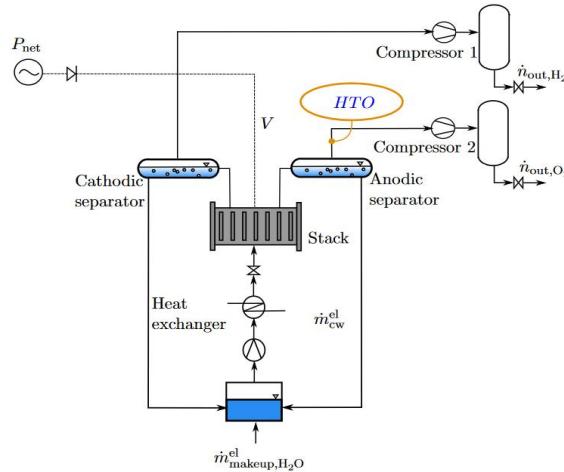 P_net
Compressor 1
ṅ_out,H₂
HTO
V
Compressor 2
ṅ_out,O
Cathodic
separator
Anodic
separator
Stack
Heat
exchanger
ṁ^el_cw
ṁ^el_makeup,H₂O